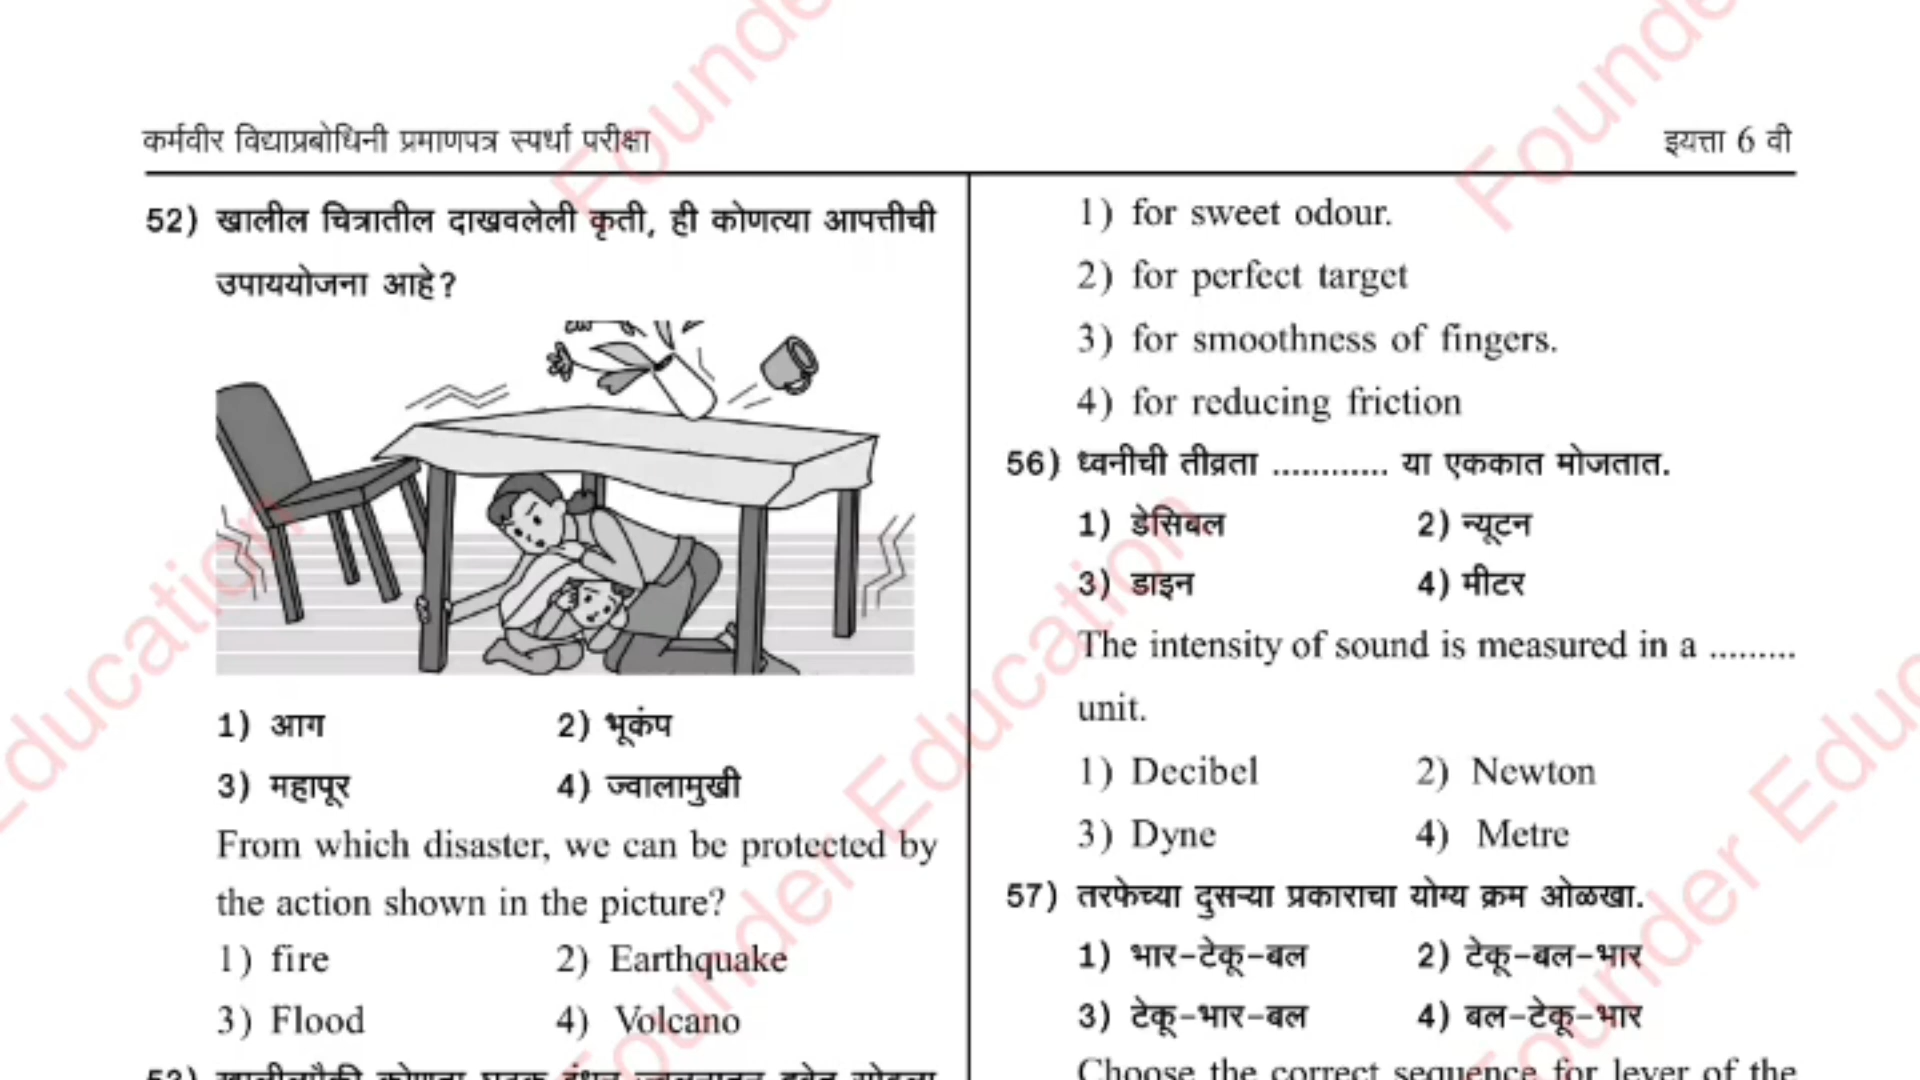 कर्मवीर विद्याप्रबोधिनी प्रमाणपत्र स्पर्धा परीक्षा
इयत्ता 6 वी
52) खालील चित्रातील दाखवलेली कृती, ही कोणत्या आपत्तीची
उपाययोजना आहे?
1) आग 2) भूकंप
3) महापूर 4) ज्वालामुखी
From which disaster, we can be protected by
the action shown in the picture?
1) fire 2) Earthquake
3) Flood 4) Volcano
1) for sweet odour.
2) for perfect target
3) for smoothness of fingers.
4) for reducing friction
56) ध्वनीची तीव्रता ............ या एककात मोजतात.
1) डेसिबल 2) न्यूटन
3) डाइन 4) मीटर
The intensity of sound is measured in a .........
unit.
1) Decibel 2) Newton
3) Dyne 4) Metre
57) तरफेच्या दुसऱ्या प्रकाराचा योग्य क्रम ओळखा.
1) भार-टेकू-बल 2) टेकू-बल-भार
3) टेकू-भार-बल 4) बल-टेकू-भार
Choose the correct sequence for lever of the
Founder Education